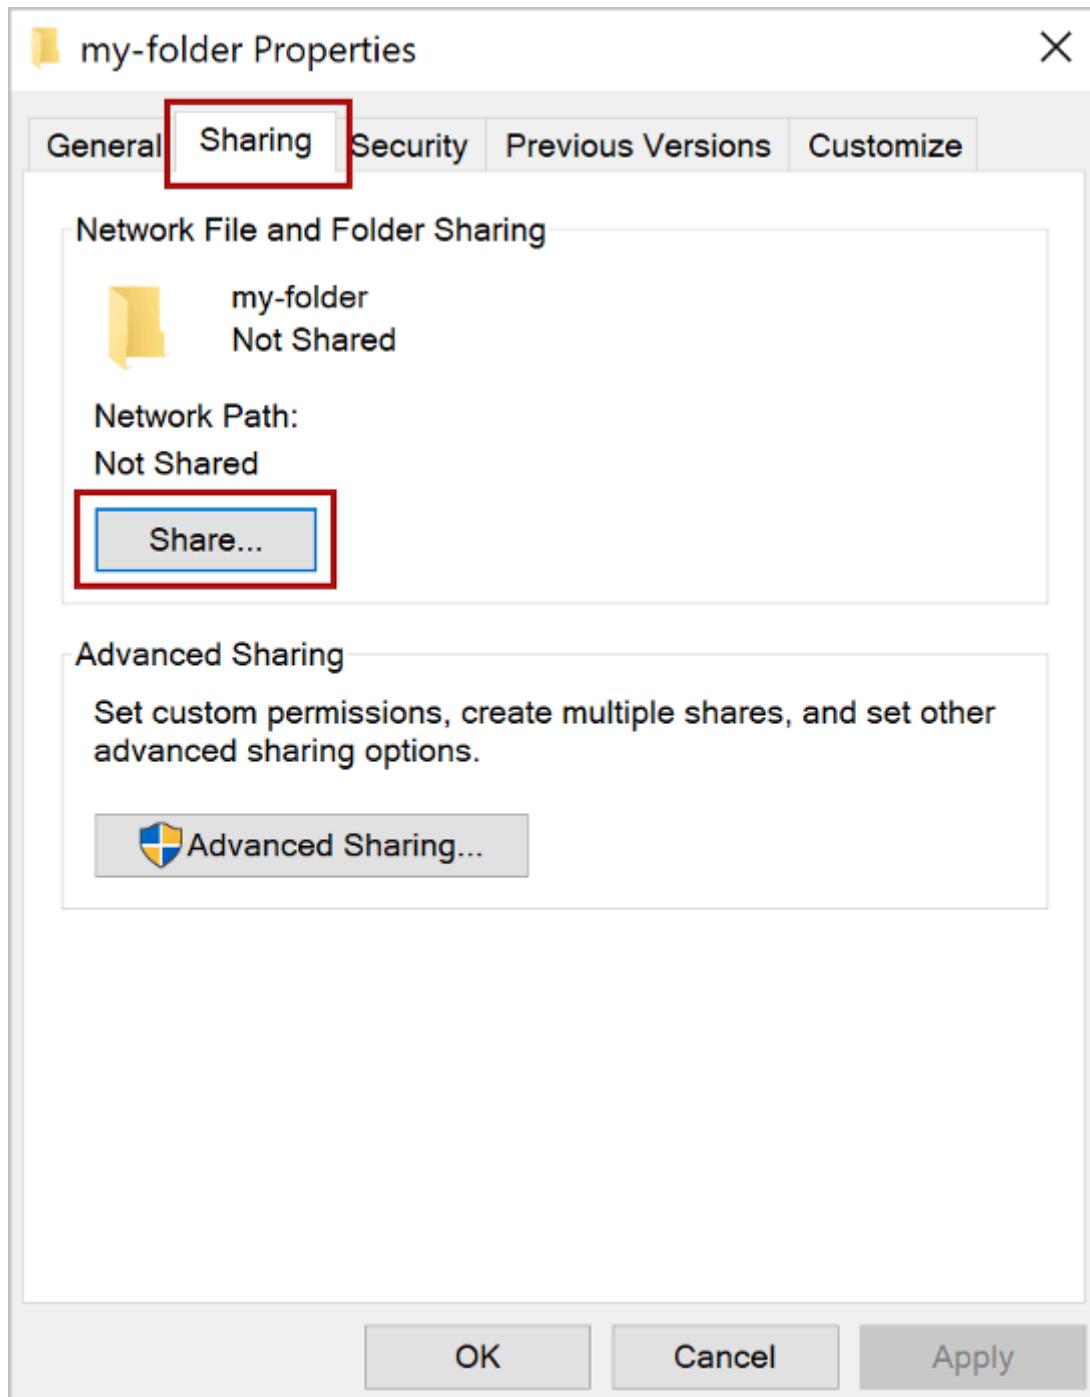 my-folder Properties
General Sharing Security Previous Versions Customize
Network File and Folder Sharing
my-folder
Not Shared
Network Path:
Not Shared
Share...
Advanced Sharing
Set custom permissions, create multiple shares, and set other
advanced sharing options.
Advanced Sharing...
OK Cancel Apply